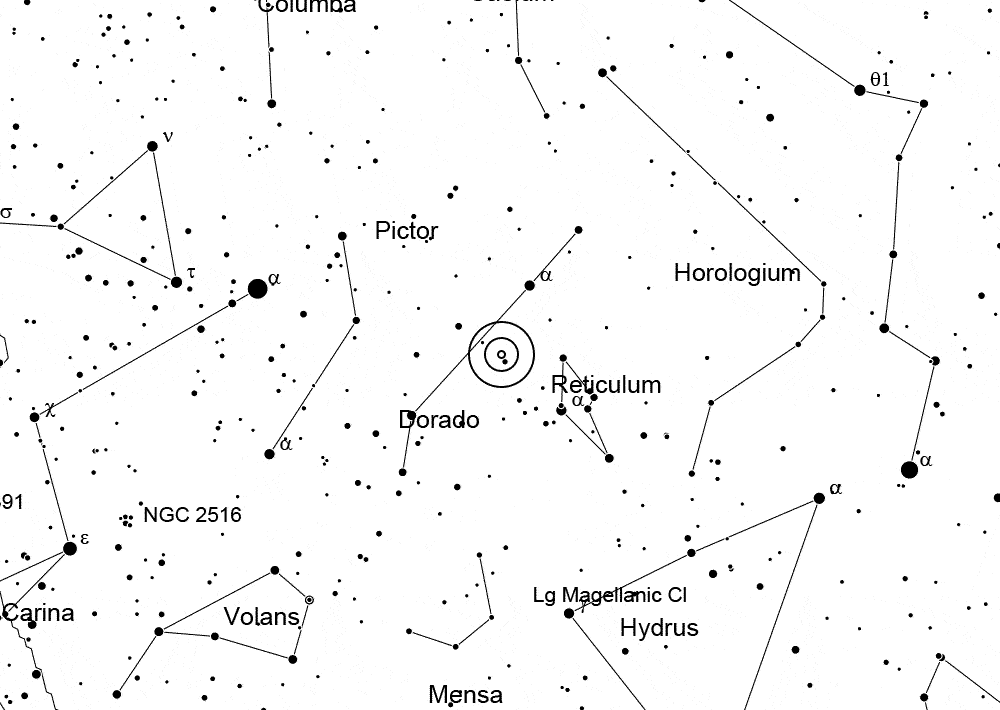 Columba
θ1
ν
σ
Pictor
τ
α
α
Horologium
Reticulum
α
χ
Dorado
α
α
α
91
NGC 2516
ε
Lg Magellanic Cl
γ
Carina
Volans
Hydrus
Mensa